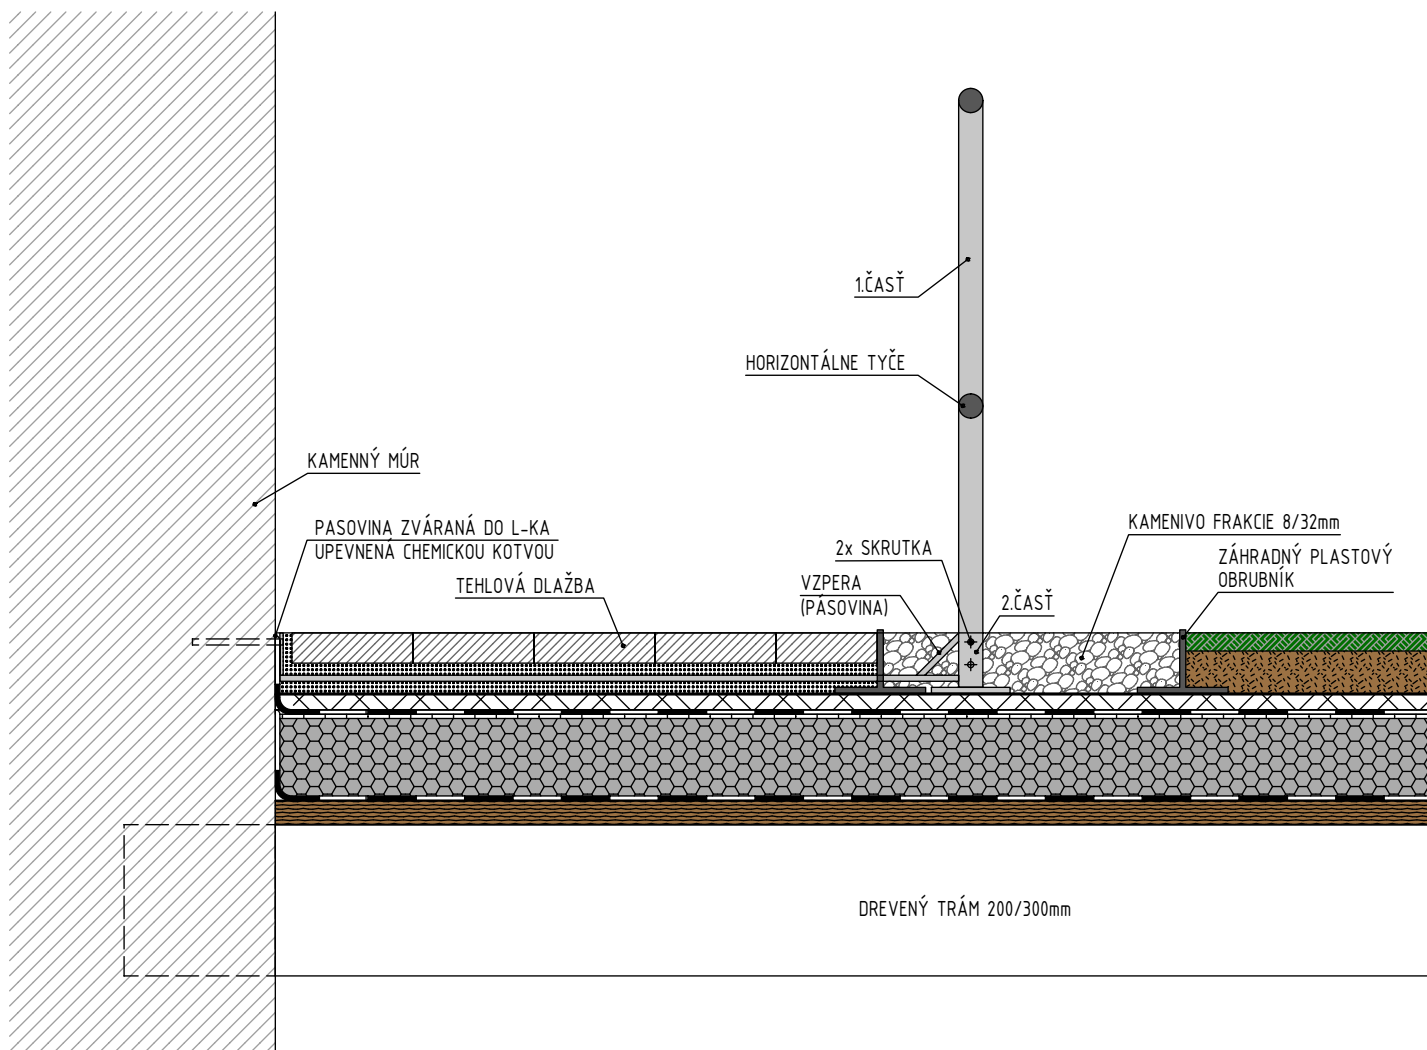 1.ČASŤ
HORIZONTÁLNE TYČE
KAMENNÝ MÚR
PASOVINA ZVÁRANÁ DO L-KA
UPEVNENÁ CHEMICKOU KOTVOU
TEHLOVÁ DLAŽBA
2x SKRUTKA
VZPERA
(PÁSOVINA)
2.ČASŤ
KAMENIVO FRAKCIE 8/32mm
ZÁHRADNÝ PLASTOVÝ
OBRUBNÍK
DREVENÝ TRÁM 200/300mm